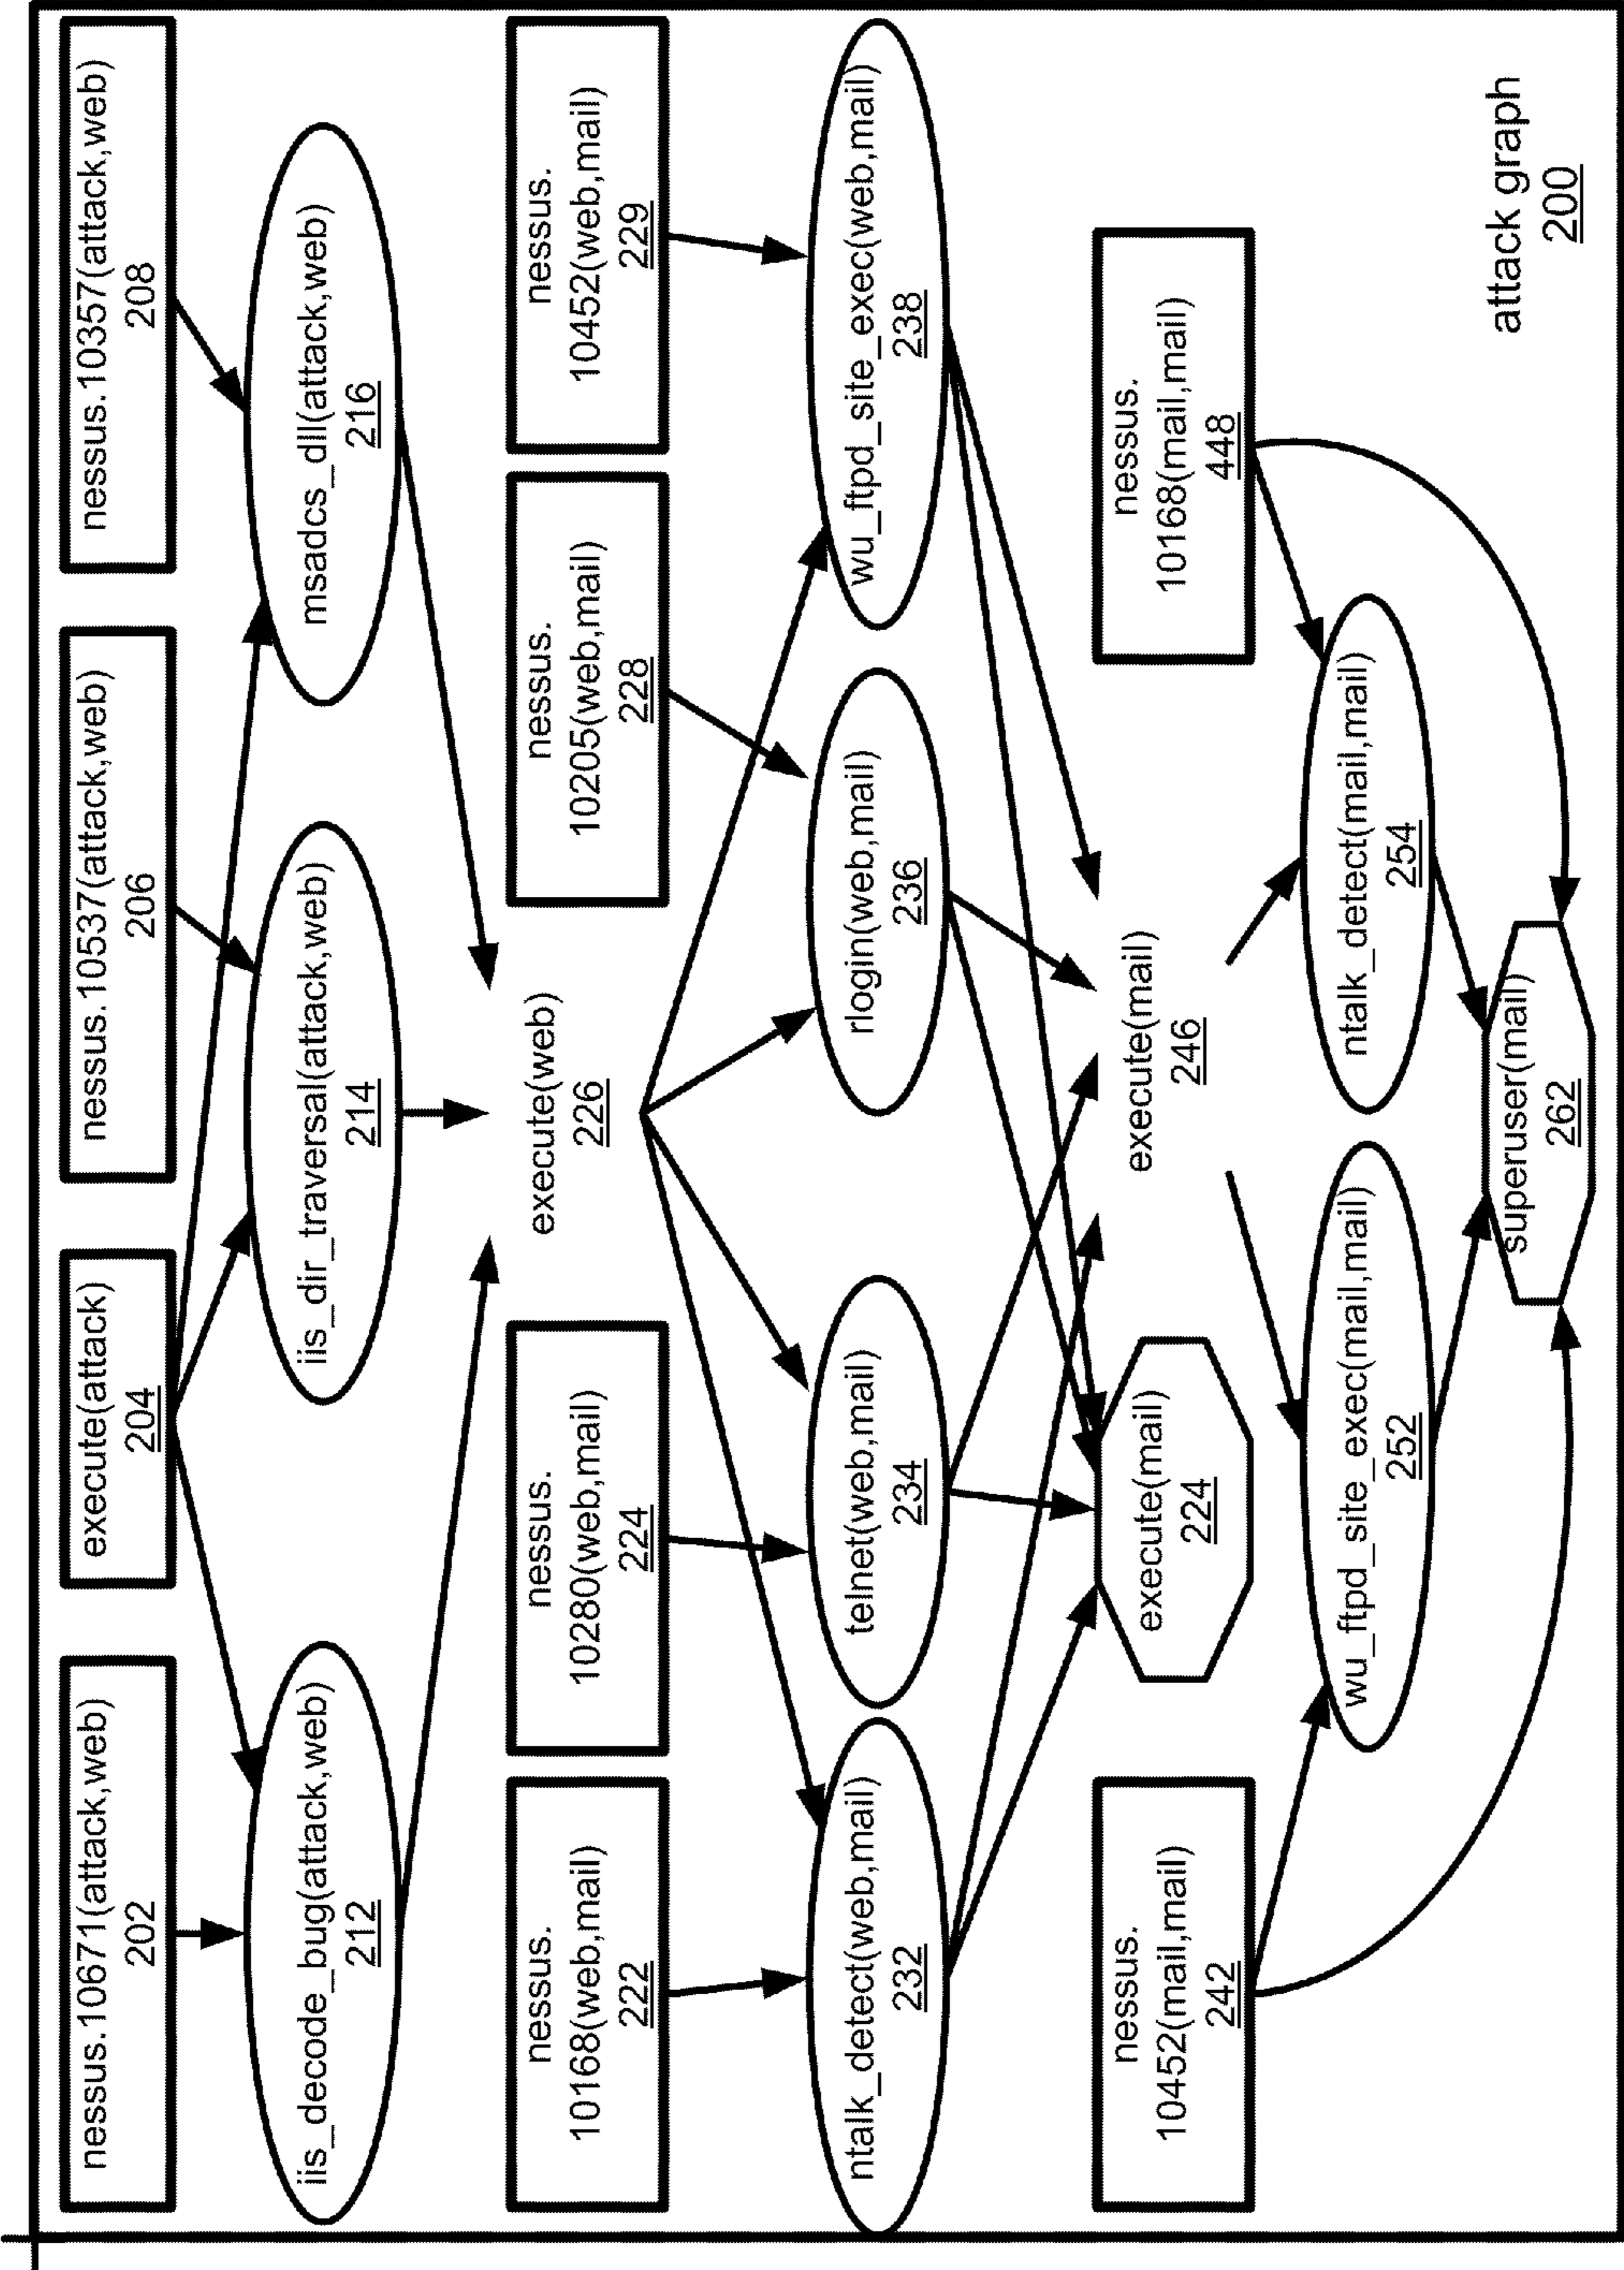 nessus.10671(attack,web)
202
execute(attack)
204
nessus.10537(attack,web)
206
nessus.10357(attack,web)
208
iis_decode_bug(attack,web)
212
iis_dir_traversal(attack,web)
214
msadcs_dll(attack,web)
216
execute(web)
226
nessus.
10168(web,mail)
222
nessus.
10280(web,mail)
224
nessus.
10205(web,mail)
228
nessus.
10452(web,mail)
229
ntalk_detect(web,mail)
232
telnet(web,mail)
234
rlogin(web,mail)
236
wu_ftpd_site_exec(web,mail)
238
nessus.
10452(mail,mail)
242
execute(mail)
224
execute(mail)
246
nessus.
10168(mail,mail)
448
wu_ftpd_site_exec(mail,mail)
252
ntalk_detect(mail,mail)
254
superuser(mail)
262
attack graph
200